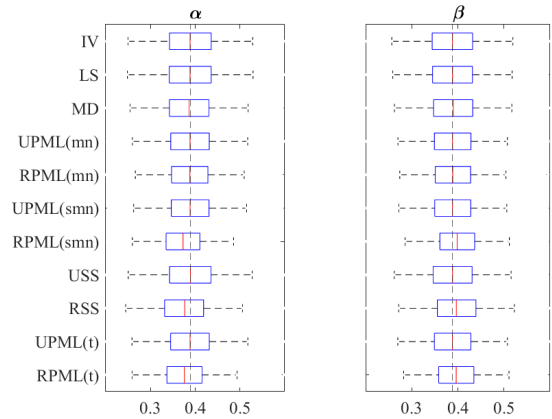 α β
IV
LS
MD
UPML(mn)
RPML(mn)
UPML(smn)
RPML(smn)
USS
RSS
UPML(t)
RPML(t)
0.3 0.4 0.5 0.3 0.4 0.5